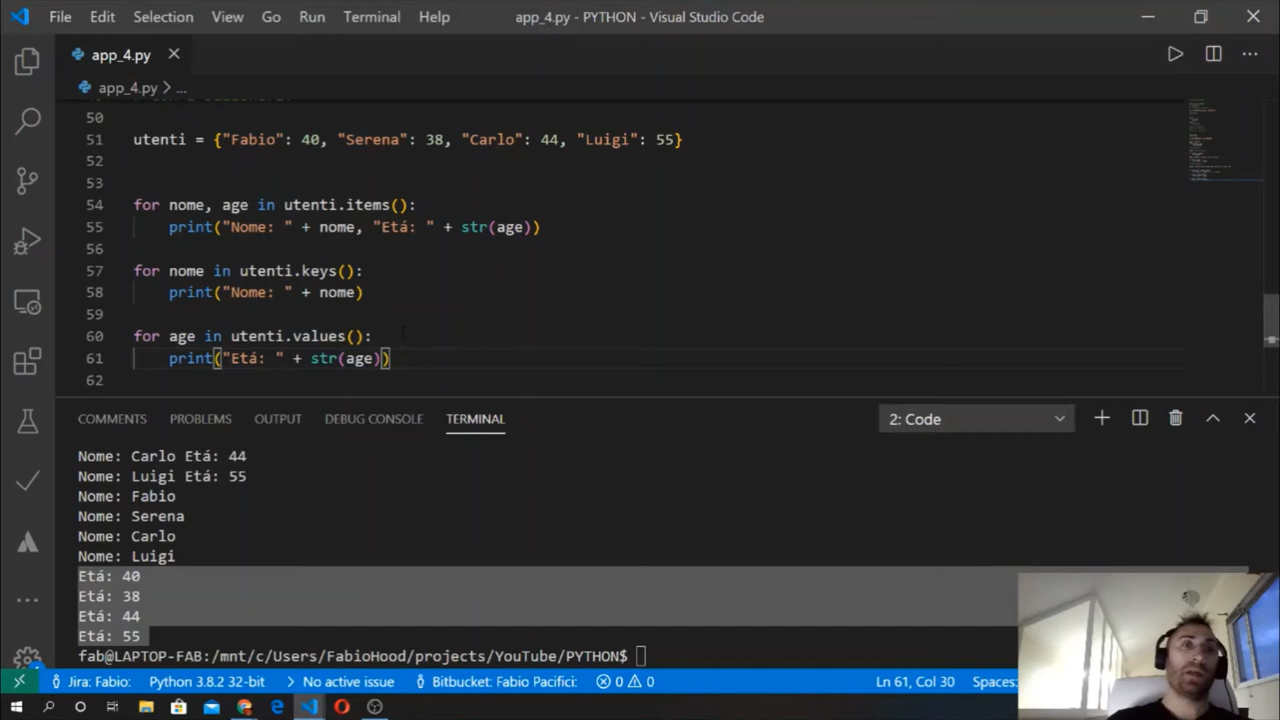 File Edit Selection View Go Run Terminal Help app_4.py - PYTHON - Visual Studio Code
app_4.py
app_4.py > ...
50
51 utenti = {"Fabio": 40, "Serena": 38, "Carlo": 44, "Luigi": 55}
52
53
54 for nome, age in utenti.items():
55 print("Nome: " + nome, "Etá: " + str(age))
56
57 for nome in utenti.keys():
58 print("Nome: " + nome)
59
60 for age in utenti.values():
61 print("Etá: " + str(age))
62
COMMENTS PROBLEMS OUTPUT DEBUG CONSOLE TERMINAL 2: Code
Nome: Carlo Etá: 44
Nome: Luigi Etá: 55
Nome: Fabio
Nome: Serena
Nome: Carlo
Nome: Luigi
Etá: 40
Etá: 38
Etá: 44
Etá: 55
fab@LAPTOP-FAB:/mnt/c/Users/FabioHood/projects/YouTube/PYTHON$
Jira: Fabio: Python 3.8.2 32-bit No active issue Bitbucket: Fabio Pacifici: 0 0 Ln 61, Col 30 Spaces: